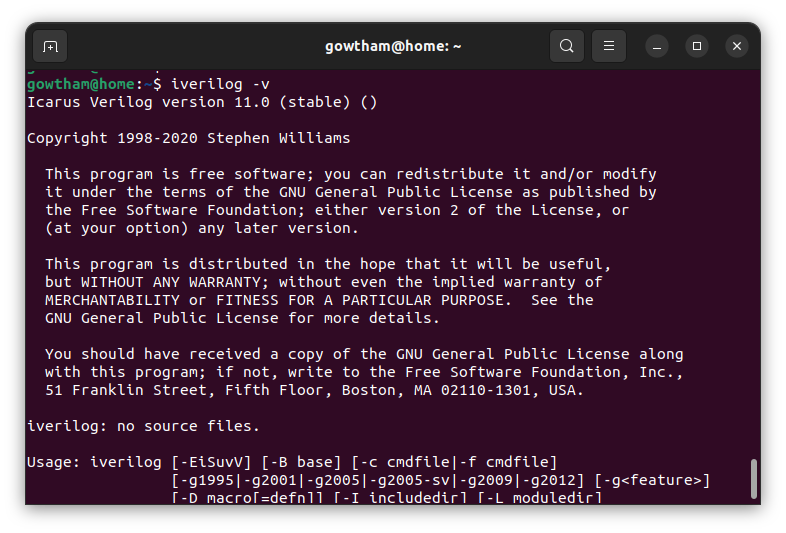 gowtham@home: ~
gowtham@home:~$ iverilog -v
Icarus Verilog version 11.0 (stable) ()
Copyright 1998-2020 Stephen Williams
This program is free software; you can redistribute it and/or modify
it under the terms of the GNU General Public License as published by
the Free Software Foundation; either version 2 of the License, or
(at your option) any later version.
This program is distributed in the hope that it will be useful,
but WITHOUT ANY WARRANTY; without even the implied warranty of
MERCHANTABILITY or FITNESS FOR A PARTICULAR PURPOSE.  See the
GNU General Public License for more details.
You should have received a copy of the GNU General Public License along
with this program; if not, write to the Free Software Foundation, Inc.,
51 Franklin Street, Fifth Floor, Boston, MA 02110-1301, USA.
iverilog: no source files.
Usage: iverilog [-EiSuvV] [-B base] [-c cmdfile|-f cmdfile]
[-g1995|-g2001|-g2005|-g2005-sv|-g2009|-g2012] [-g<feature>]
[-D macro[=defn]] [-I includedir] [-L moduledir]